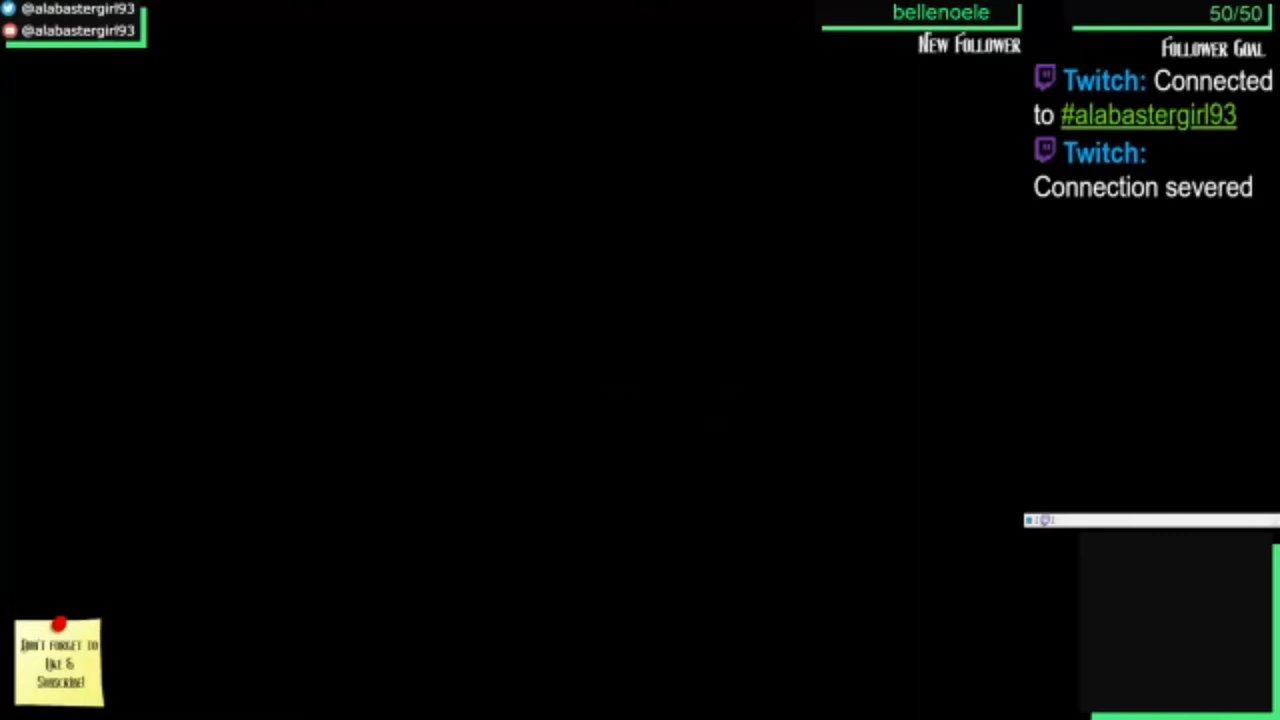 @alabastergirl93
@alabastergirl93
bellenoele
New Follower
50/50
Follower Goal
Twitch: Connected
to #alabastergirl93
Twitch:
Connection severed
Don't forget to
Like &
Subscribe!